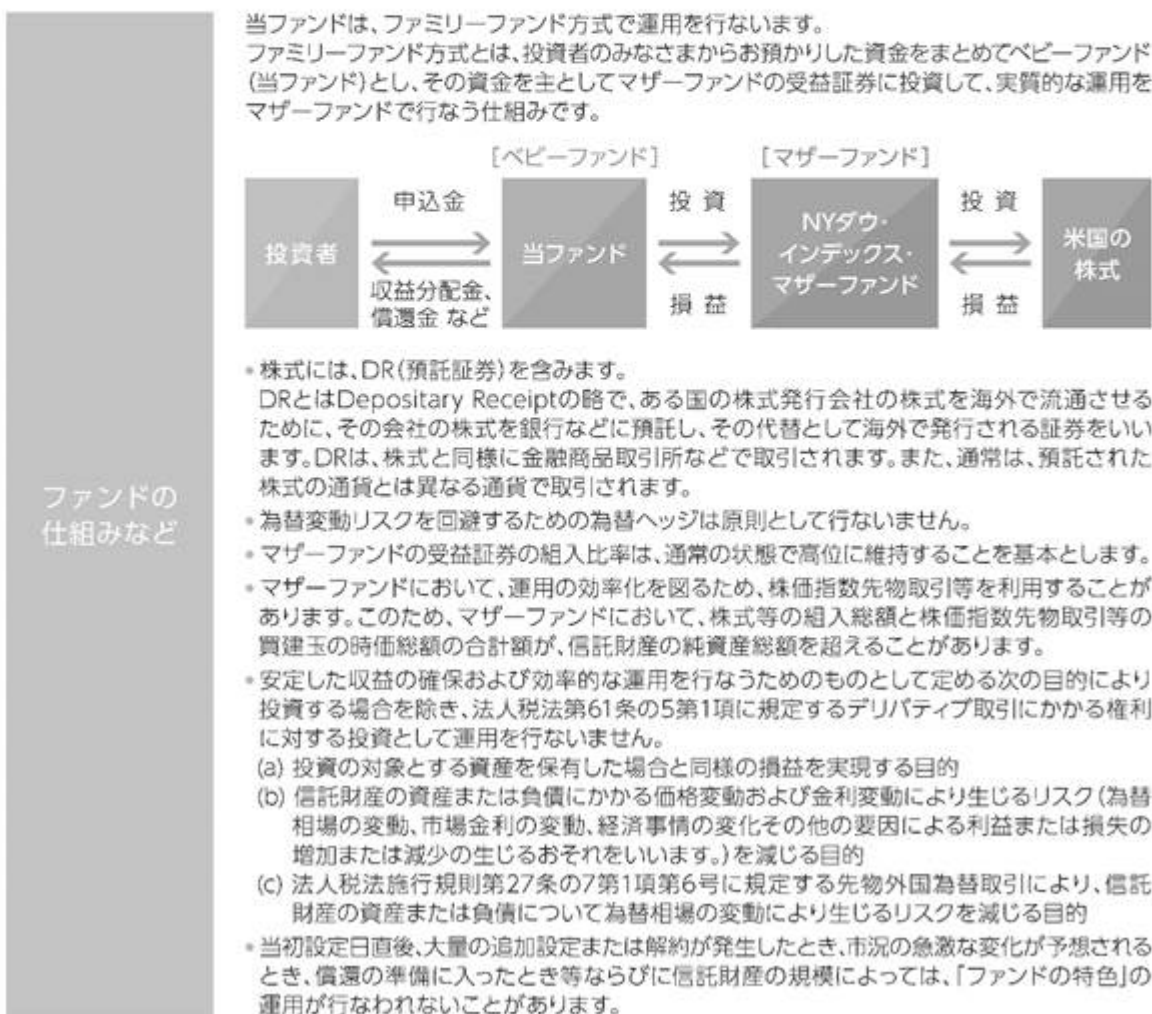 当ファンドは、ファミリーファンド方式で運用を行ないます。
ファミリーファンド方式とは、投資者のみなさまからお預かりした資金をまとめてベビーファンド
(当ファンド)とし、その資金を主としてマザーファンドの受益証券に投資して、実質的な運用を
マザーファンドで行なう仕組みです。
[ベビーファンド]
[マザーファンド]
投資者
申込金
収益分配金、
償還金 など
当ファンド
投 資
損 益
NYダウ・
インデックス・
マザーファンド
投 資
損 益
米国の
株式
ファンドの
仕組みなど
• 株式には、DR(預託証券)を含みます。
DRとはDepositary Receiptの略で、ある国の株式発行会社の株式を海外で流通させる
ために、その会社の株式を銀行などに預託し、その代替として海外で発行される証券をいい
ます。DRは、株式と同様に金融商品取引所などで取引されます。また、通常は、預託された
株式の通貨とは異なる通貨で取引されます。
• 為替変動リスクを回避するための為替ヘッジは原則として行ないません。
• マザーファンドの受益証券の組入比率は、通常の状態で高位に維持することを基本とします。
• マザーファンドにおいて、運用の効率化を図るため、株価指数先物取引等を利用することが
あります。このため、マザーファンドにおいて、株式等の組入総額と株価指数先物取引等の
買建玉の時価総額の合計額が、信託財産の純資産総額を超えることがあります。
• 安定した収益の確保および効率的な運用を行なうためのものとして定める次の目的により
投資する場合を除き、法人税法第61条の5第1項に規定するデリバティブ取引にかかる権利
に対する投資として運用を行ないません。
(a) 投資の対象とする資産を保有した場合と同様の損益を実現する目的
(b) 信託財産の資産または負債にかかる価格変動および金利変動により生じるリスク(為替
相場の変動、市場金利の変動、経済事情の変化その他の要因による利益または損失の
増加または減少の生じるおそれをいいます。)を減じる目的
(c) 法人税法施行規則第27条の7第1項第6号に規定する先物外国為替取引により、信託
財産の資産または負債について為替相場の変動により生じるリスクを減じる目的
• 当初設定日直後、大量の追加設定または解約が発生したとき、市況の急激な変化が予想される
とき、償還の準備に入ったとき等ならびに信託財産の規模によっては、「ファンドの特色」の
運用が行なわれないことがあります。